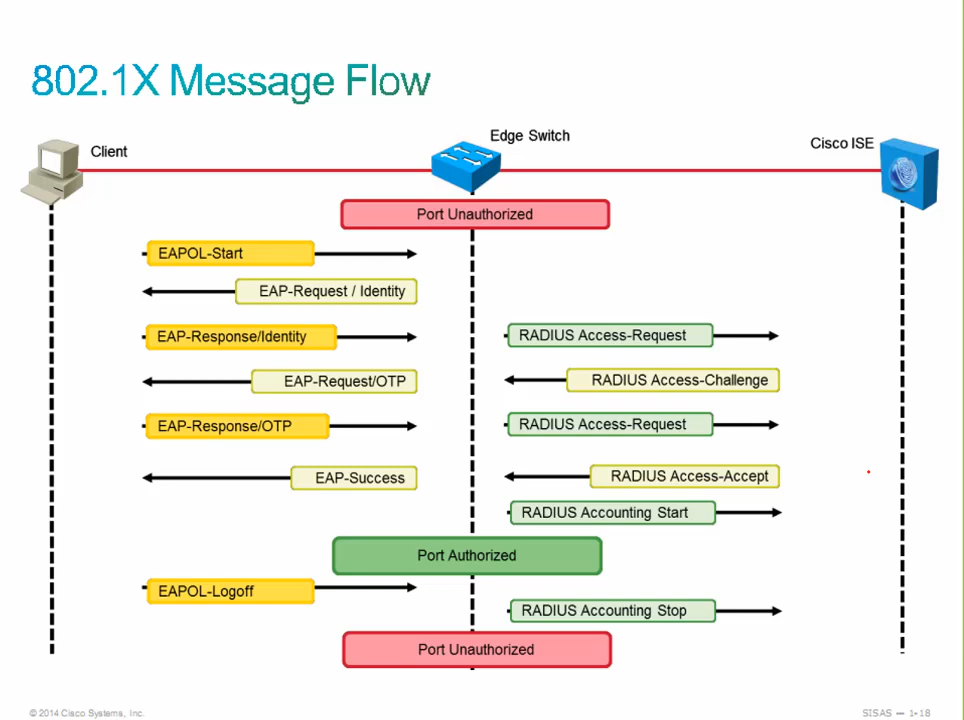 802.1X Message Flow
Client
Edge Switch
Cisco ISE
Port Unauthorized
EAPOL-Start
EAP-Request / Identity
EAP-Response/Identity
RADIUS Access-Request
EAP-Request/OTP
RADIUS Access-Challenge
EAP-Response/OTP
RADIUS Access-Request
EAP-Success
RADIUS Access-Accept
RADIUS Accounting Start
Port Authorized
EAPOL-Logoff
RADIUS Accounting Stop
Port Unauthorized
© 2014 Cisco Systems, Inc.
SISAS — 1-18